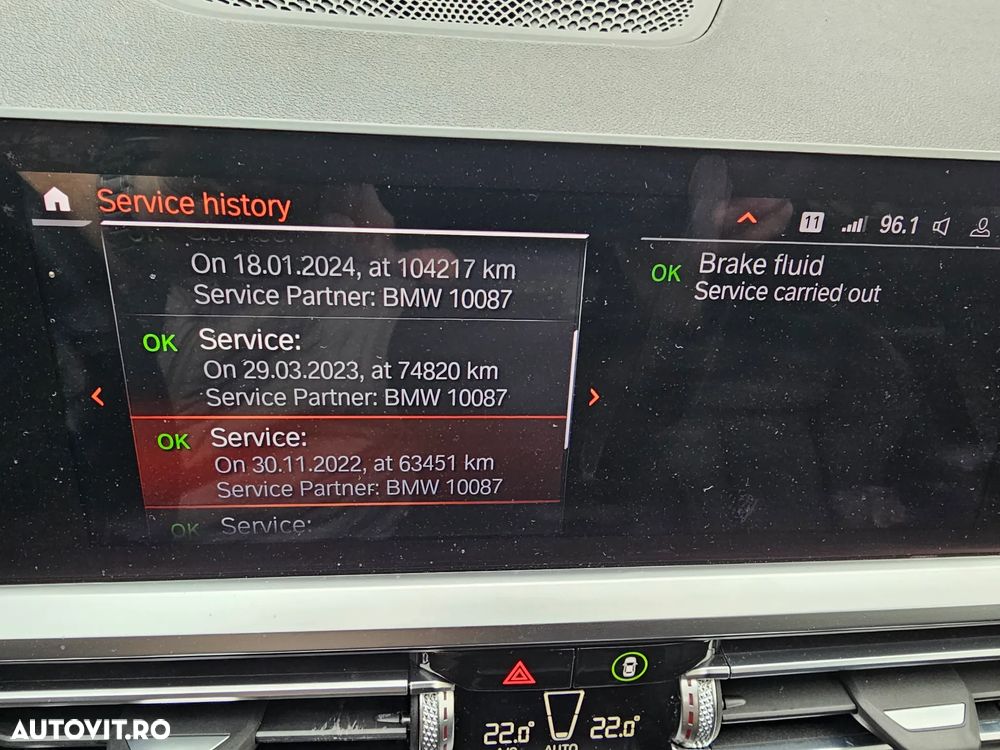 Service history
11
96.1
On 18.01.2024, at 104217 km
Service Partner: BMW 10087
OK Service:
On 29.03.2023, at 74820 km
Service Partner: BMW 10087
OK Service:
On 30.11.2022, at 63451 km
Service Partner: BMW 10087
OK Service:
OK Brake fluid
Service carried out
22.0°
22.0°
AUTO
AUTOVIT.RO